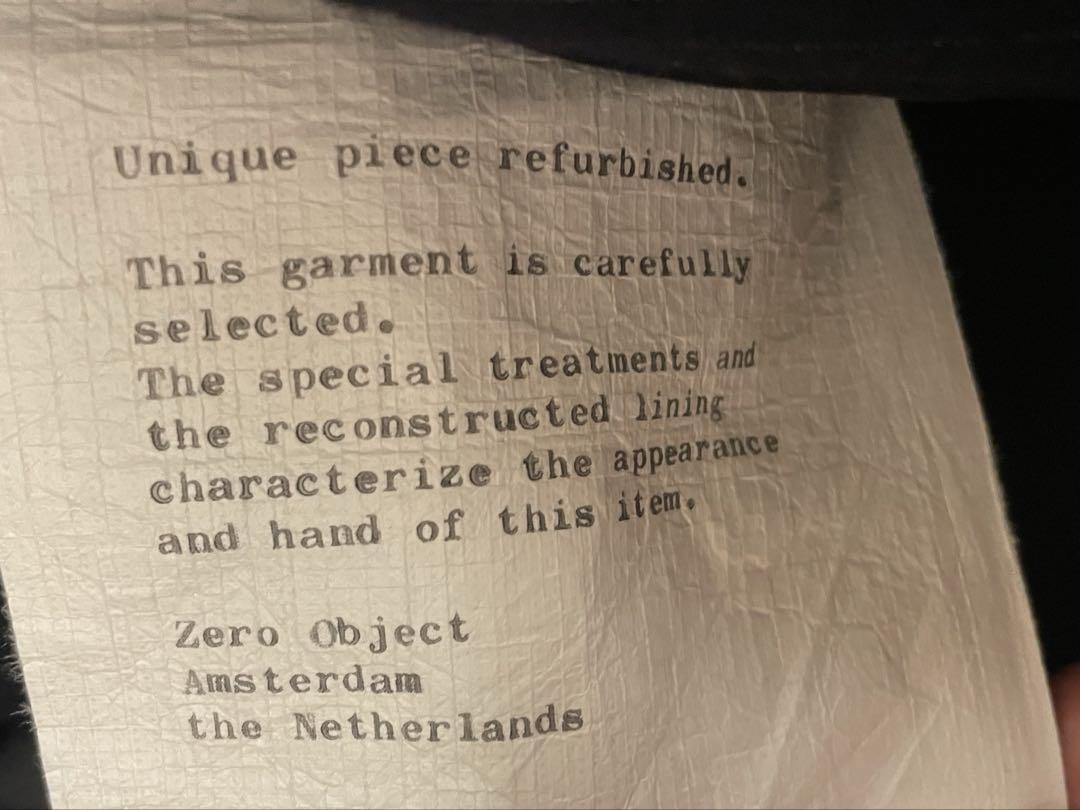 Unique piece refurbished.
This garment is carefully
selected.
The special treatments and
the reconstructed lining
characterize the appearance
and hand of this item.
Zero Object
Amsterdam
the Netherlands